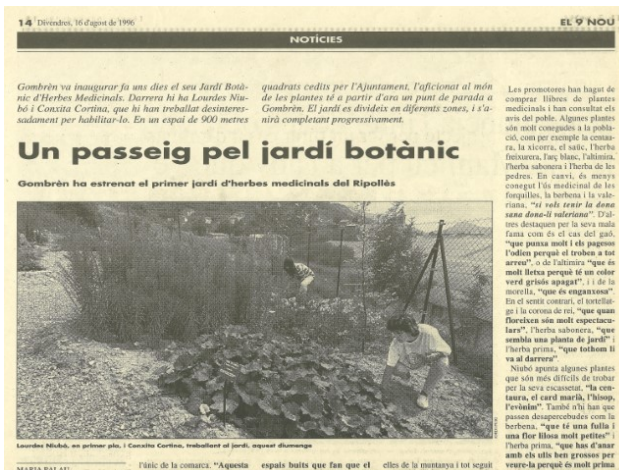 14 Divendres, 16 d'agost de 1996
EL 9 NOU
NOTÍCIES
Gombrèn va inaugurar fa uns dies el seu Jardí Botà-
nic d'Herbes Medicinals. Darrera hi ha Lourdes Niu-
bó i Conxita Cortina, que hi han treballat desinteres-
sadament per habilitar-lo. En un espai de 900 metres
quadrats cedits per l'Ajuntament, l'aficionat al món
de les plantes té a partir d'ara un punt de parada a
Gombrèn. El jardí es divideix en diferents zones, i s'a-
nirà completant progressivament.
Un passeig pel jardí botànic
Gombrèn ha estrenat el primer jardí d'herbes medicinals del Ripollès
Lourdes Niubó, en primer pla, i Conxita Cortina, treballant al jardí, aquest diumenge
MARIA PALAU
l'únic de la comarca. "Aquesta
espais buits que fan que el
elles de la muntanya i tot seguit
Les promotores han hagut de
comprar llibres de plantes
medicinals i han consultat els
avis del poble. Algunes plantes
són molt conegudes a la pobla-
ció, com per exemple la centau-
ra, la xicorra, el saüc, l'herba
freixurera, l'arç blanc, l'altimira,
l'herba sabonera i l'herba de les
pedres. En canvi, és menys
conegut l'ús medicinal de les
forquilles, la berbena i la vale-
riana, "si vols tenir la dona
sana dona-li valeriana". D'al-
tres destaquen per la seva mala
fama com és el cas del gaó,
"que punxa molt i els pagesos
l'odien perquè el troben a tot
arreu", o de l'altimira "que és
molt lletxa perquè té un color
verd grisós apagat", i de la
morella, "que és enganxosa".
En el sentit contrari, el tortellat-
ge i la corona de rei, "que quan
floreixen són molt espectacu-
lars", l'herba sabonera, "que
sembla una planta de jardí" i
l'herba prima, "que tothom li
va al darrera".
Niubó apunta algunes plantes
que són més difícils de trobar
per la seva escassetat, "la cen-
taura, el card marià, l'hisop,
l'evònim". També n'hi han que
passen desapercebudes com la
berbena, "que té una fulla i
una flor lilosa molt petites" i
l'herba prima, "que has d'anar
amb els ulls ben grossos per
veure-la perquè és molt prima